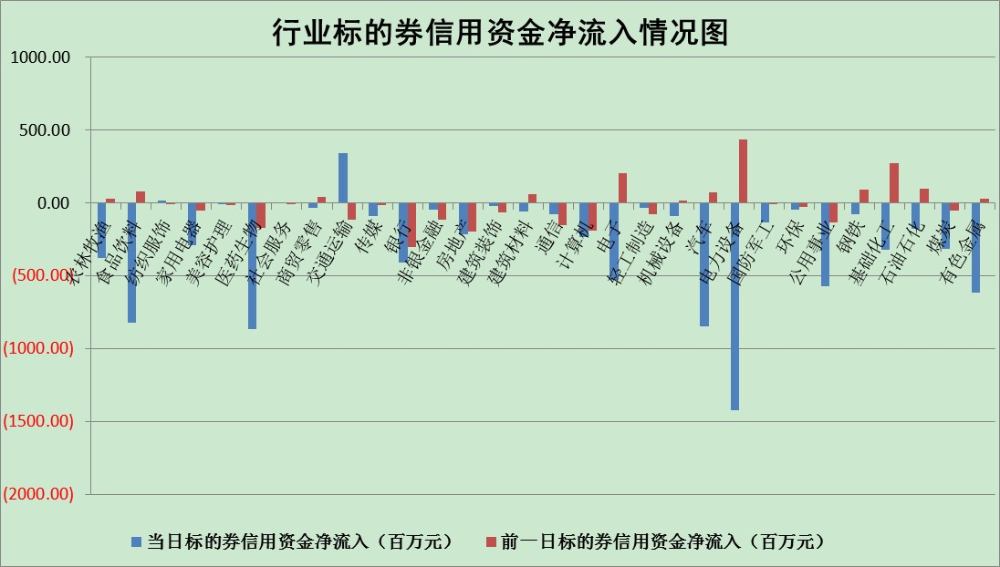 行业标的券信用资金净流入情况图
1000.00
500.00
0.00
(500.00)
(1000.00)
(1500.00)
(2000.00)
农林牧渔
食品饮料
纺织服饰
家用电器
美容护理
医药生物
社会服务
商贸零售
交通运输
传媒
银行
非银金融
房地产
建筑装饰
建筑材料
通信
计算机
电子
轻工制造
机械设备
汽车
电力设备
国防军工
环保
公用事业
钢铁
基础化工
石油石化
煤炭
有色金属
当日标的券信用资金净流入（百万元）
前一日标的券信用资金净流入（百万元）